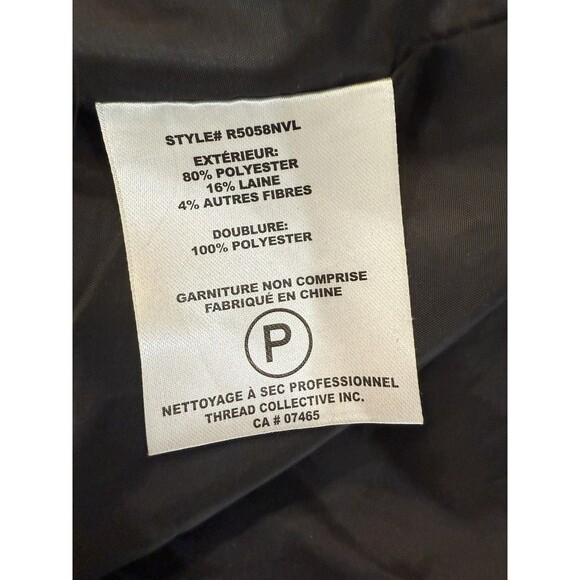 STYLE# R5058NVL
EXTÉRIEUR:
80% POLYESTER
16% LAINE
4% AUTRES FIBRES
DOUBLURE:
100% POLYESTER
GARNITURE NON COMPRISE
FABRIQUÉ EN CHINE
P
NETTOYAGE À SEC PROFESSIONNEL
THREAD COLLECTIVE INC.
CA # 07465